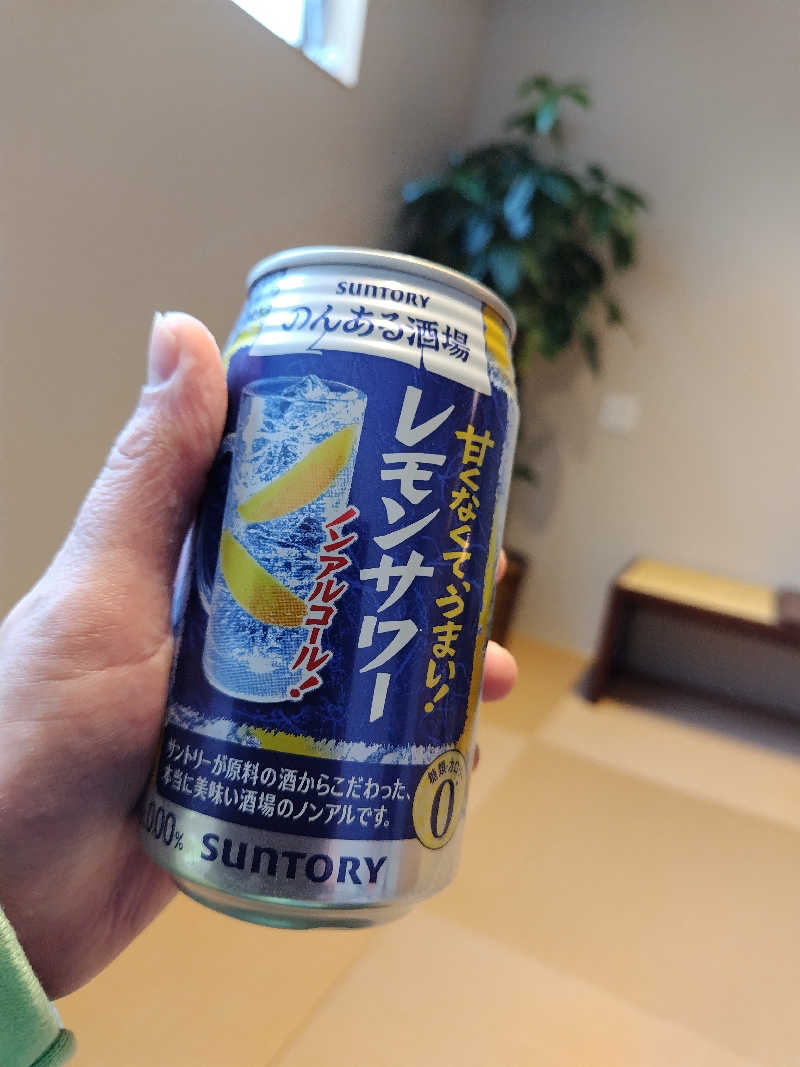 SUNTORY
のんある酒場
甘くなくて、うまい!
レモンサワー
ノンアルコール!
サントリーが原料の酒からこだわった、
本当に美味い酒場のノンアルです。
糖類・カロリー
0
0.00%
SUNTORY